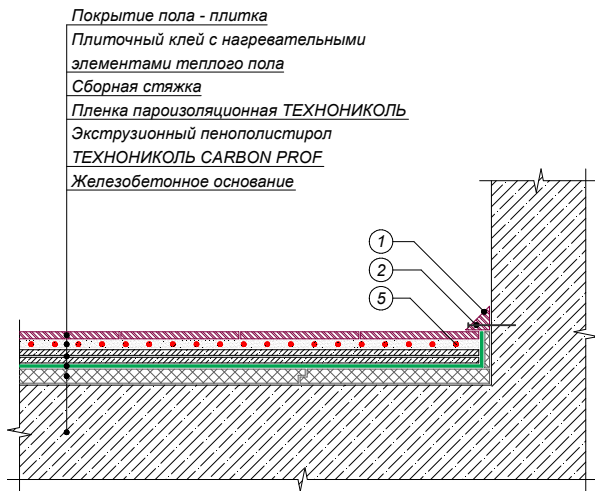 Покрытие пола - плитка
Плиточный клей с нагревательными
элементами теплого пола
Сборная стяжка
Пленка пароизоляционная ТЕХНОНИКОЛЬ
Экструзионный пенополистирол
ТЕХНОНИКОЛЬ CARBON PROF
Железобетонное основание
1
2
5